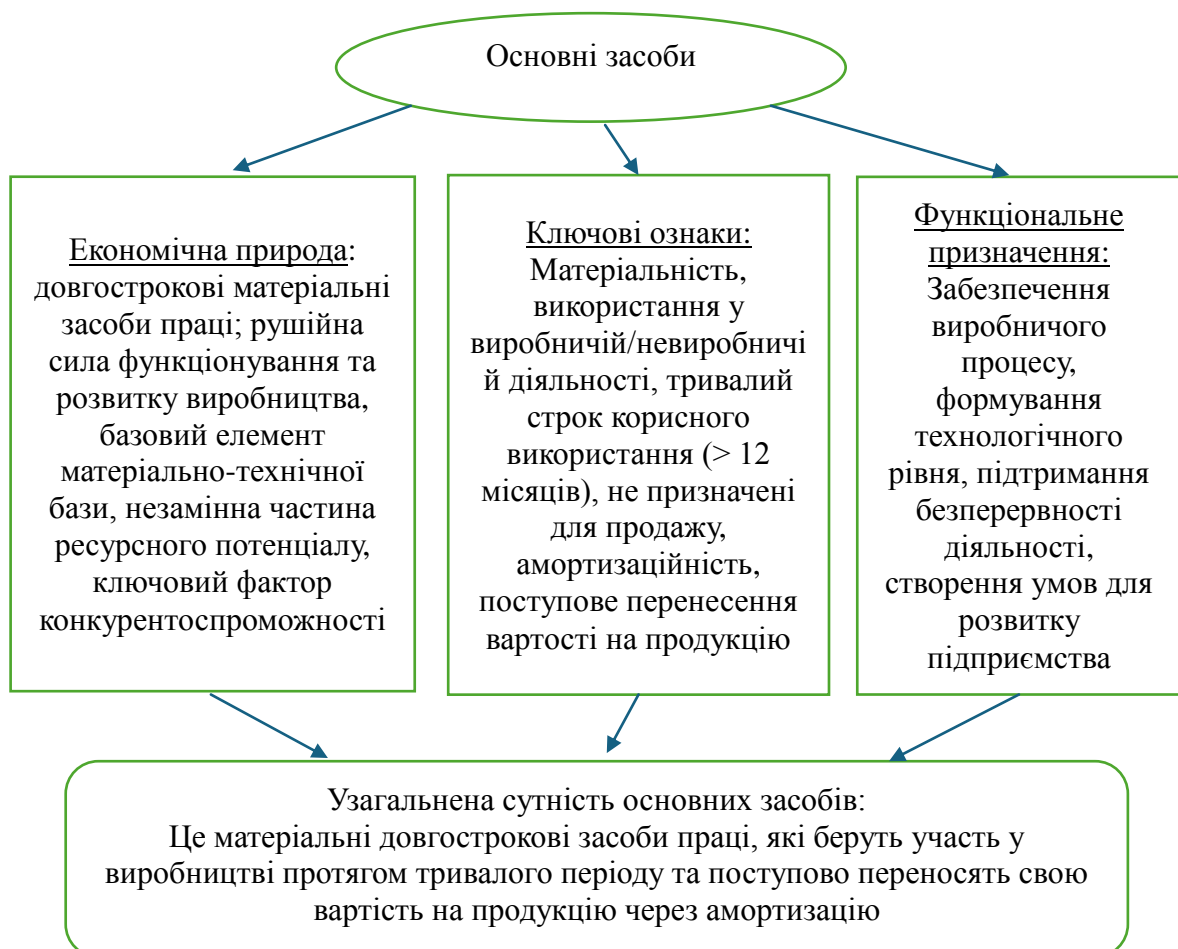 Основні засоби
Економічна природа:
довгострокові матеріальні
засоби праці; рушійна
сила функціонування та
розвитку виробництва,
базовий елемент
матеріально-технічної
бази, незамінна частина
ресурсного потенціалу,
ключовий фактор
конкурентоспроможності
Ключові ознаки:
Матеріальність,
використання у
виробничій/невиробничі
й діяльності, тривалий
строк корисного
використання (> 12
місяців), не призначені
для продажу,
амортизаційність,
поступове перенесення
вартості на продукцію
Функціональне
призначення:
Забезпечення
виробничого
процесу,
формування
технологічного
рівня, підтримання
безперервності
діяльності,
створення умов для
розвитку
підприємства
Узагальнена сутність основних засобів:
Це матеріальні довгострокові засоби праці, які беруть участь у
виробництві протягом тривалого періоду та поступово переносять свою
вартість на продукцію через амортизацію